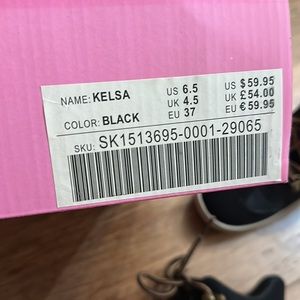 NAME: KELSA US 6.5 US $59.95
UK 4.5 UK £54.00
COLOR: BLACK EU 37 EU €59.95
SKU: SK1513695-0001-29065